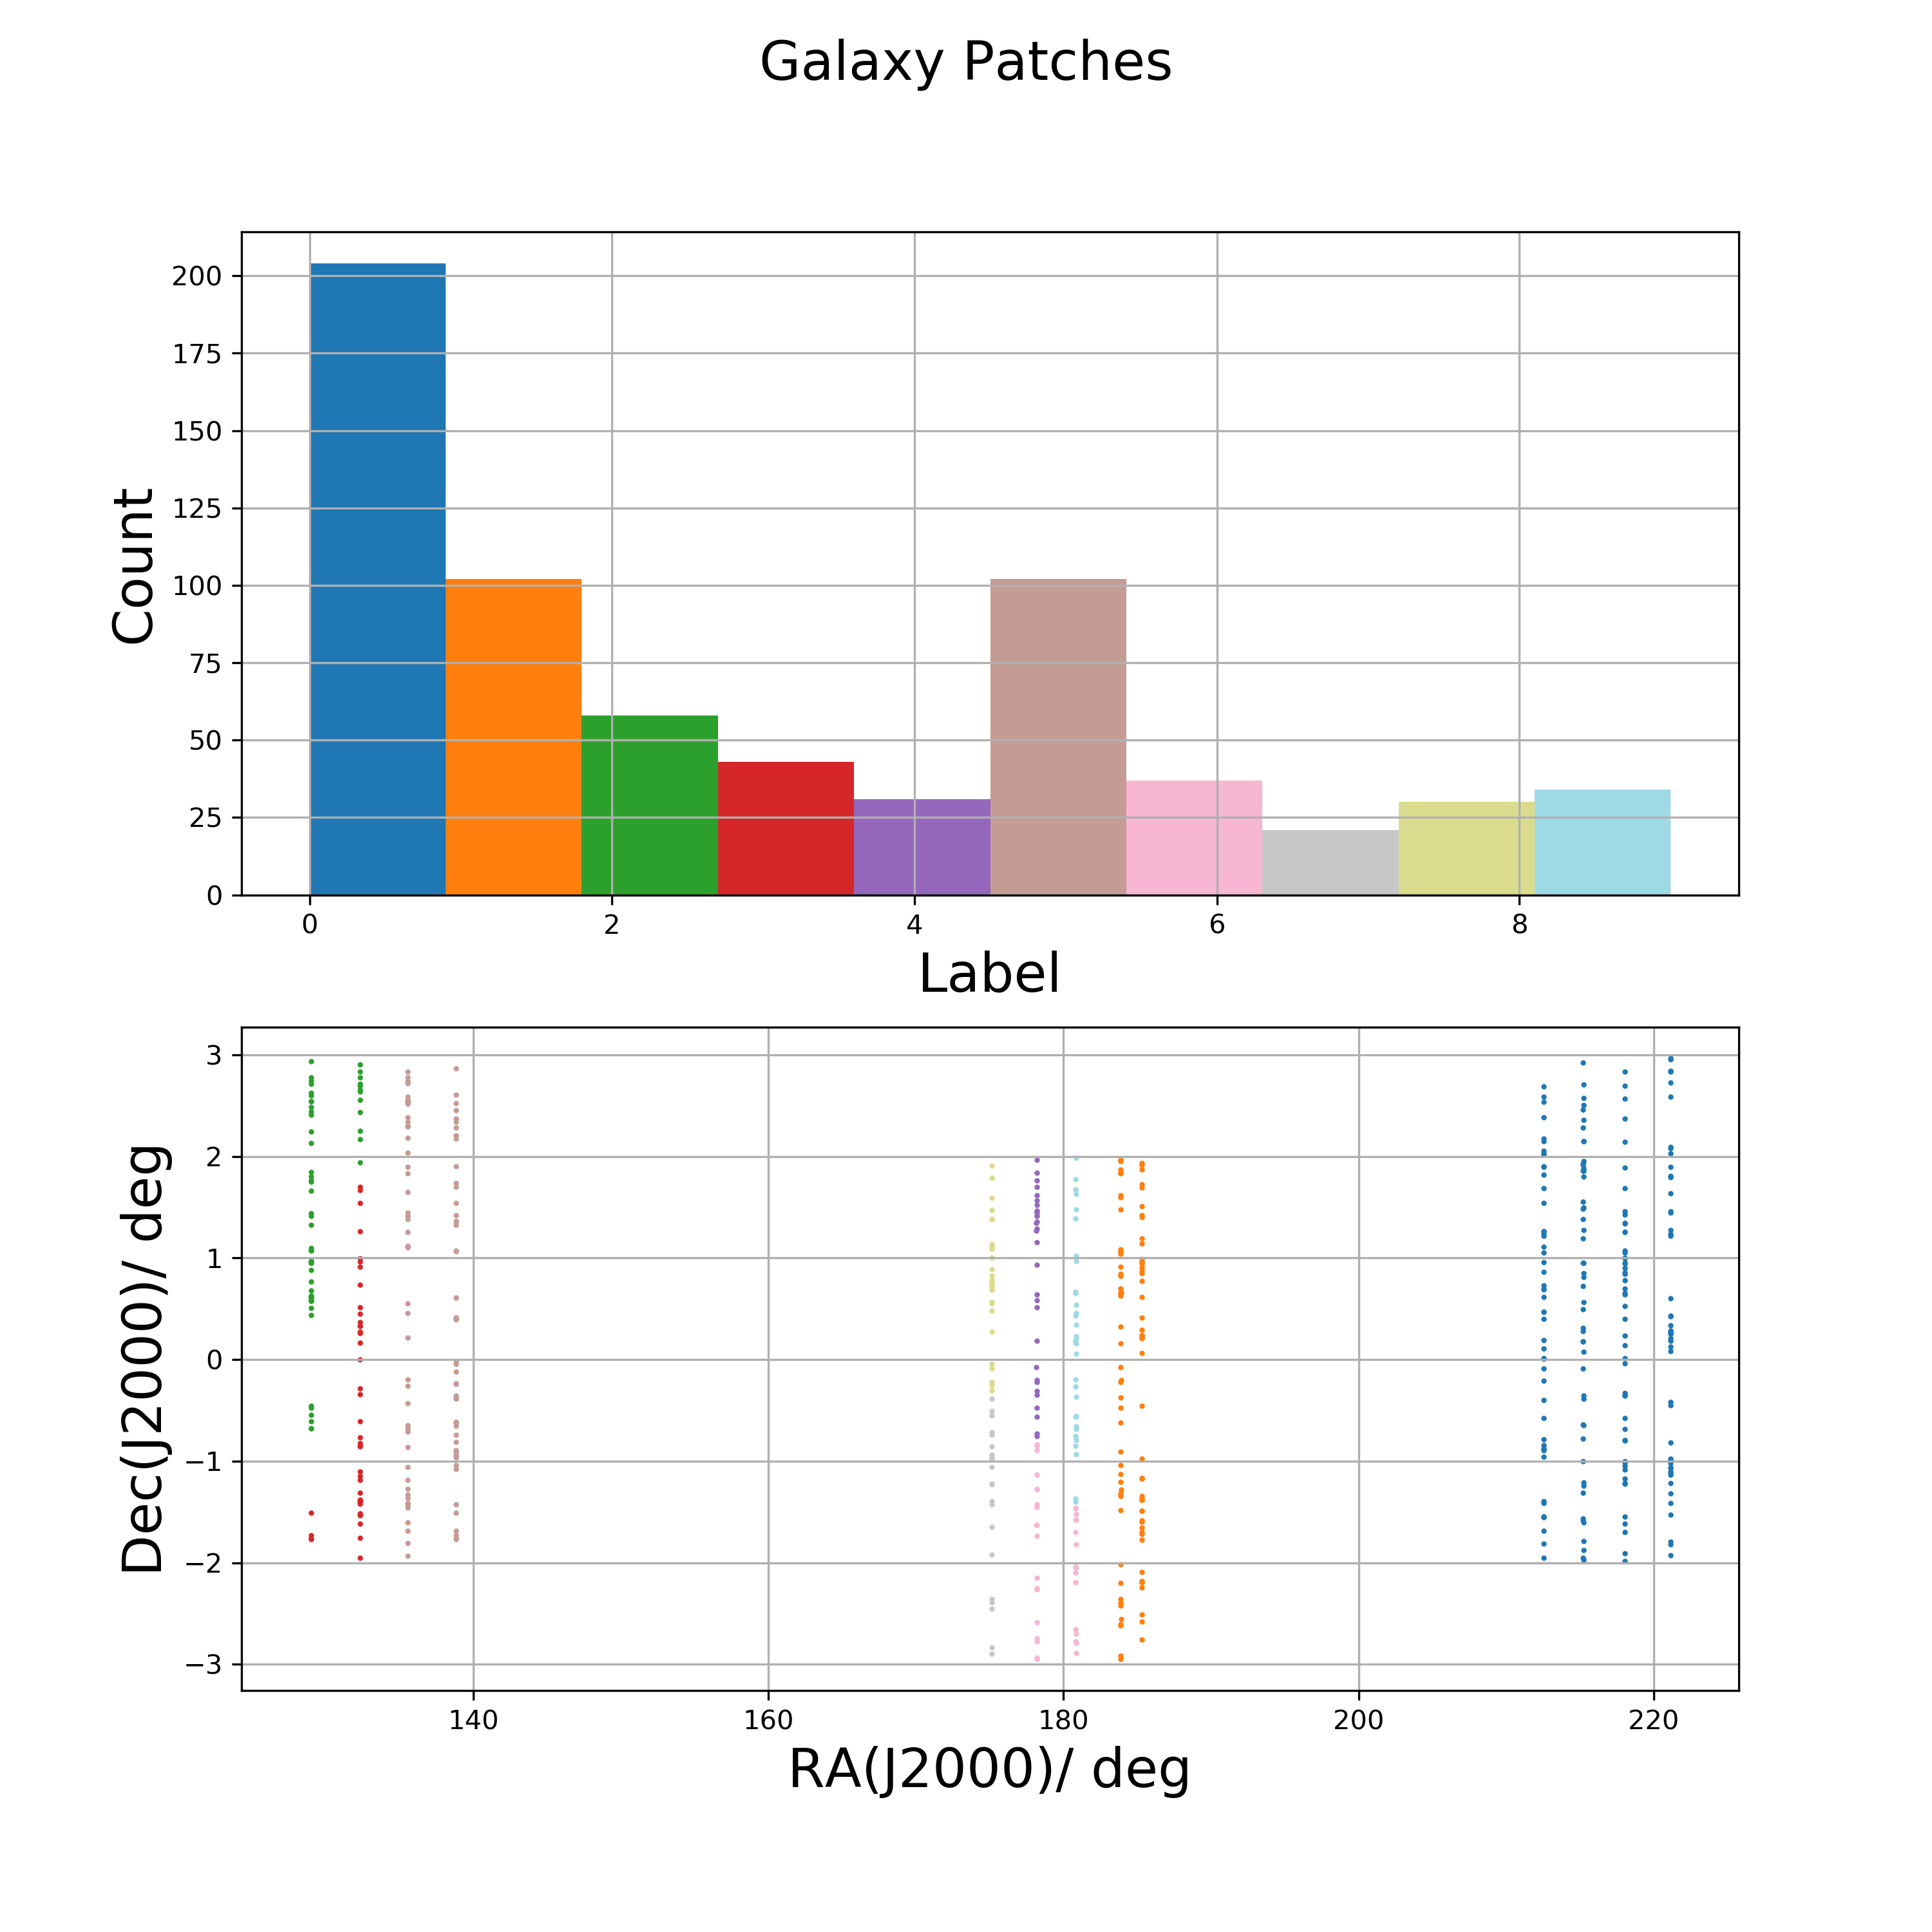 Galaxy Patches
200
175
150
125
100
75
50
25
0
Count
0 2 4 6 8
Label
3
2
1
0
−1
−2
−3
Dec(J2000)/ deg
140 160 180 200 220
RA(J2000)/ deg